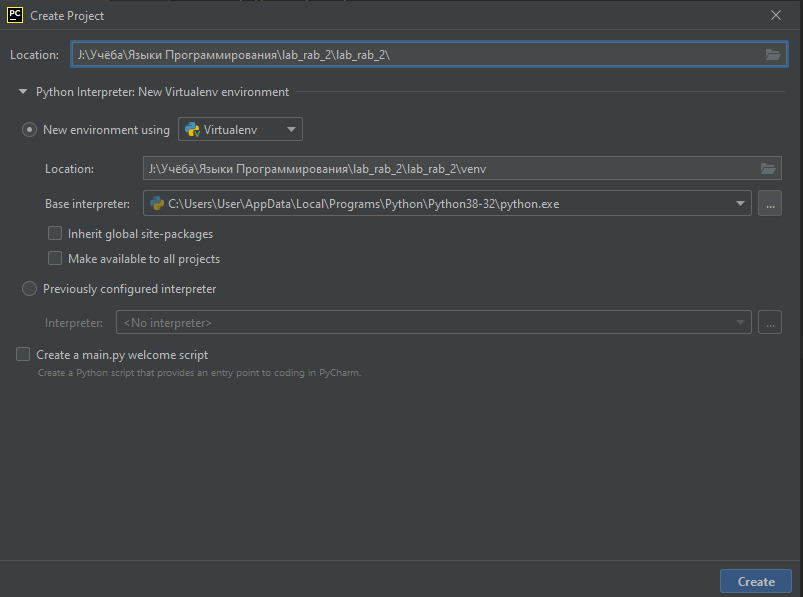 PC Create Project
Location: J:\Учёба\Языки Программирования\lab_rab_2\lab_rab_2\
Python Interpreter: New Virtualenv environment
New environment using Virtualenv
Location: J:\Учёба\Языки Программирования\lab_rab_2\lab_rab_2\venv
Base interpreter: C:\Users\User\AppData\Local\Programs\Python\Python38-32\python.exe ...
Inherit global site-packages
Make available to all projects
Previously configured interpreter
Interpreter: <No interpreter> ...
Create a main.py welcome script
Create a Python script that provides an entry point to coding in PyCharm.
Create